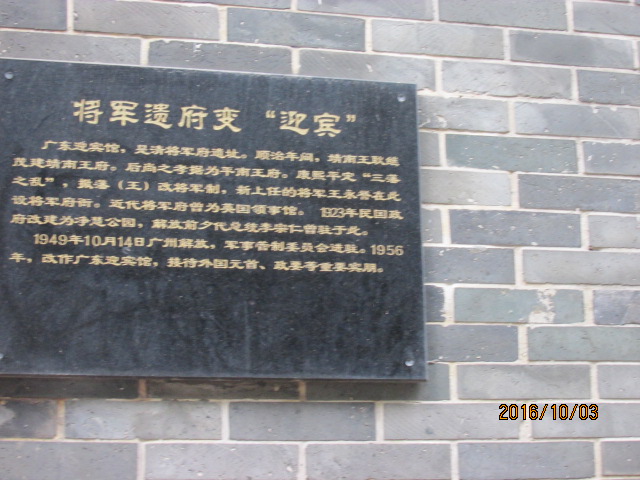 将军遗府变“迎宾”
广东迎宾馆，是清将军府遗址。顺治年间，靖南王耿继
茂建靖南王府。后尚之孝据为平南王府。康熙平定“三藩
之乱”，撤藩（王）改将军制，新上任的将军王永誉在此
设将军府衙。近代将军府曾为英国领事馆。1923年民国政
府改建为净慧公园，解放前夕代总统李宗仁曾驻于此。
1949年10月14日广州解放，军事管制委员会进驻。1956
年，改作广东迎宾馆，接待外国元首、政要等重要宾朋。
2016/10/03